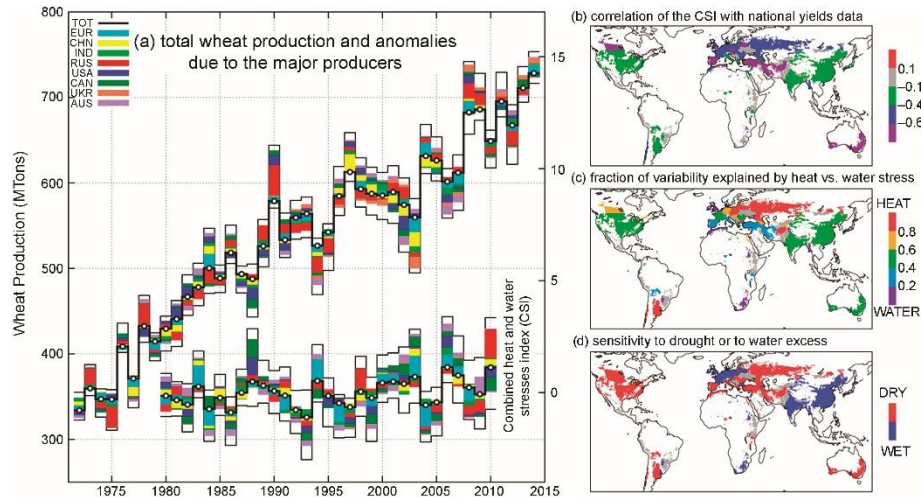 TOT
EUR
CHN
IND
RUS
USA
CAN
UKR
AUS
(a) total wheat production and anomalies
due to the major producers
Wheat Production (MTons)
800
700
600
500
400
300
1975
1980
1985
1990
1995
2000
2005
2010
2015
15
10
5
0
Combined heat and water
stresses index (CSI)
(b) correlation of the CSI with national yields data
0.1
-0.1
-0.4
-0.6
(c) fraction of variability explained by heat vs. water stress
HEAT
0.8
0.6
0.4
0.2
WATER
(d) sensitivity to drought or to water excess
DRY
WET